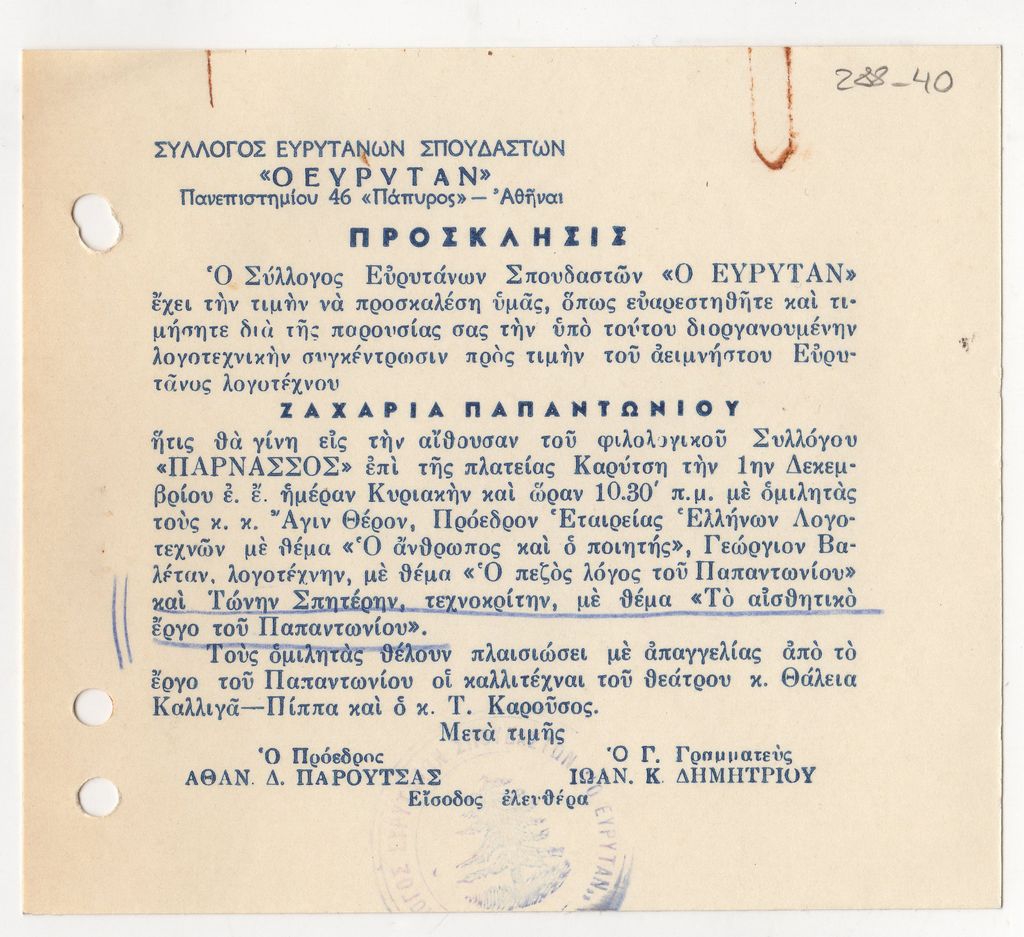 288-40
ΣΥΛΛΟΓΟΣ ΕΥΡΥΤΑΝΩΝ ΣΠΟΥΔΑΣΤΩΝ
«Ο ΕΥΡΥΤΑΝ»
Πανεπιστημίου 46 «Πάπυρος» — Ἀθῆναι
ΠΡΟΣΚΛΗΣΙΣ
Ὁ Σύλλογος Εὐρυτάνων Σπουδαστῶν «Ο ΕΥΡΥΤΑΝ»
ἔχει τὴν τιμὴν νὰ προσκαλέση ὑμᾶς, ὅπως εὐαρεστηθῆτε καὶ τι-
μήσητε διὰ τῆς παρουσίας σας τὴν ὑπὸ τούτου διοργανουμένην
λογοτεχνικὴν συγκέντρωσιν πρὸς τιμὴν τοῦ ἀειμνήστου Εὐρυ-
τᾶνος λογοτέχνου
ΖΑΧΑΡΙΑ ΠΑΠΑΝΤΩΝΙΟΥ
ἥτις θὰ γίνη εἰς τὴν αἴθουσαν τοῦ φιλολογικοῦ Συλλόγου
«ΠΑΡΝΑΣΣΟΣ» ἐπὶ τῆς πλατείας Καρύτση τὴν 1ην Δεκεμ-
βρίου ἐ. ἔ. ἡμέραν Κυριακὴν καὶ ὥραν 10.30′ π.μ. μὲ ὁμιλητὰς
τοὺς κ. κ. Ἄγιν Θέρον, Πρόεδρον Ἑταιρείας Ἑλλήνων Λογο-
τεχνῶν μὲ θέμα «Ὁ ἄνθρωπος καὶ ὁ ποιητής», Γεώργιον Βα-
λέταν, λογοτέχνην, μὲ θέμα «Ὁ πεζὸς λόγος τοῦ Παπαντωνίου»
καὶ Τώνην Σπητέρην, τεχνοκρίτην, μὲ θέμα «Τὸ αἰσθητικὸ
ἔργο τοῦ Παπαντωνίου».
Τοὺς ὁμιλητὰς θέλουν πλαισιώσει μὲ ἀπαγγελίας ἀπὸ τὸ
ἔργο τοῦ Παπαντωνίου οἱ καλλιτέχναι τοῦ θεάτρου κ. Θάλεια
Καλλιγᾶ—Πίππα καὶ ὁ κ. Τ. Καροῦσος.
Μετὰ τιμῆς
Ὁ Πρόεδρος Ὁ Γ. Γραμματεὺς
ΑΘΑΝ. Δ. ΠΑΡΟΥΤΣΑΣ ΙΩΑΝ. Κ. ΔΗΜΗΤΡΙΟΥ
Εἴσοδος ἐλευθέρα
ΕΥΡΥΤΑΝ„